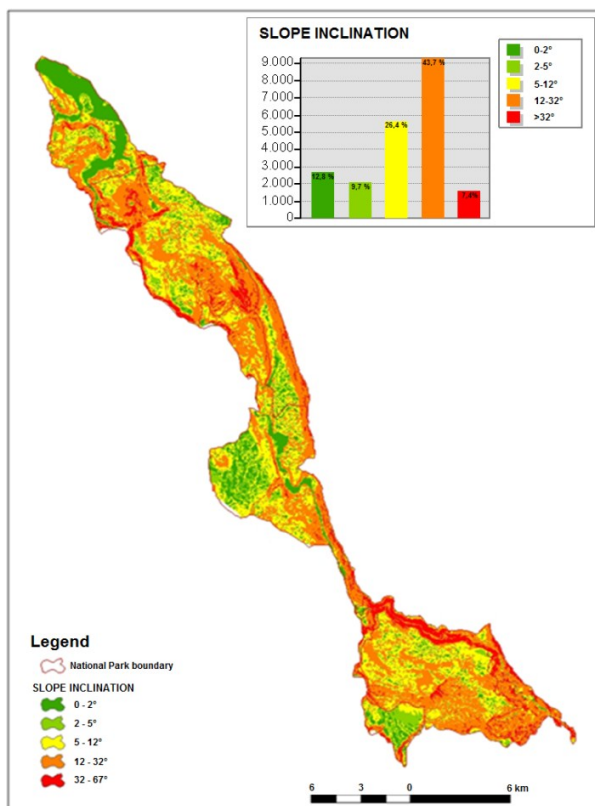 SLOPE INCLINATION
9.000
8.000
7.000
6.000
5.000
4.000
3.000
2.000
1.000
0
12,8 %
9,7 %
26,4 %
43,7 %
7,4%
0-2°
2-5°
5-12°
12-32°
>32°
Legend
National Park boundary
SLOPE INCLINATION
0 - 2°
2 - 5°
5 - 12°
12 - 32°
32 - 67°
6 3 0 6 km